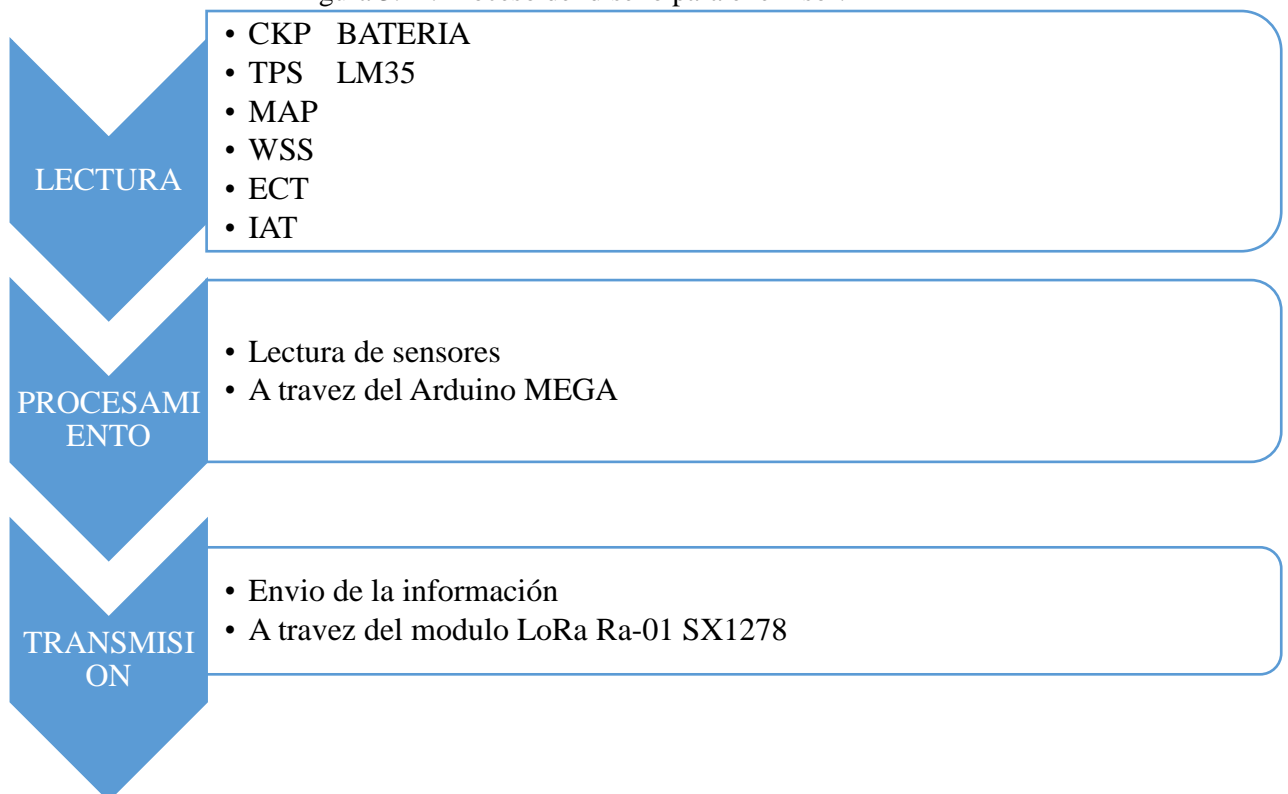 LECTURA
• CKP BATERIA
• TPS LM35
• MAP
• WSS
• ECT
• IAT
PROCESAMI
ENTO
• Lectura de sensores
• A travez del Arduino MEGA
TRANSMISI
ON
• Envio de la información
• A travez del modulo LoRa Ra-01 SX1278